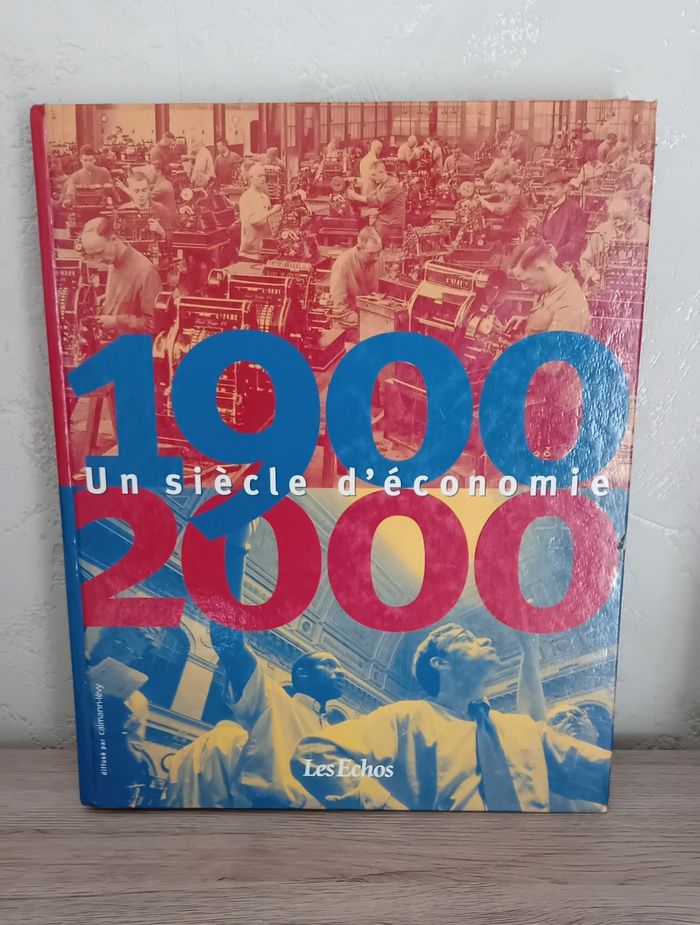 1900
Un siècle d'économie
2000
diffusé par calmann-lévy
Les Echos